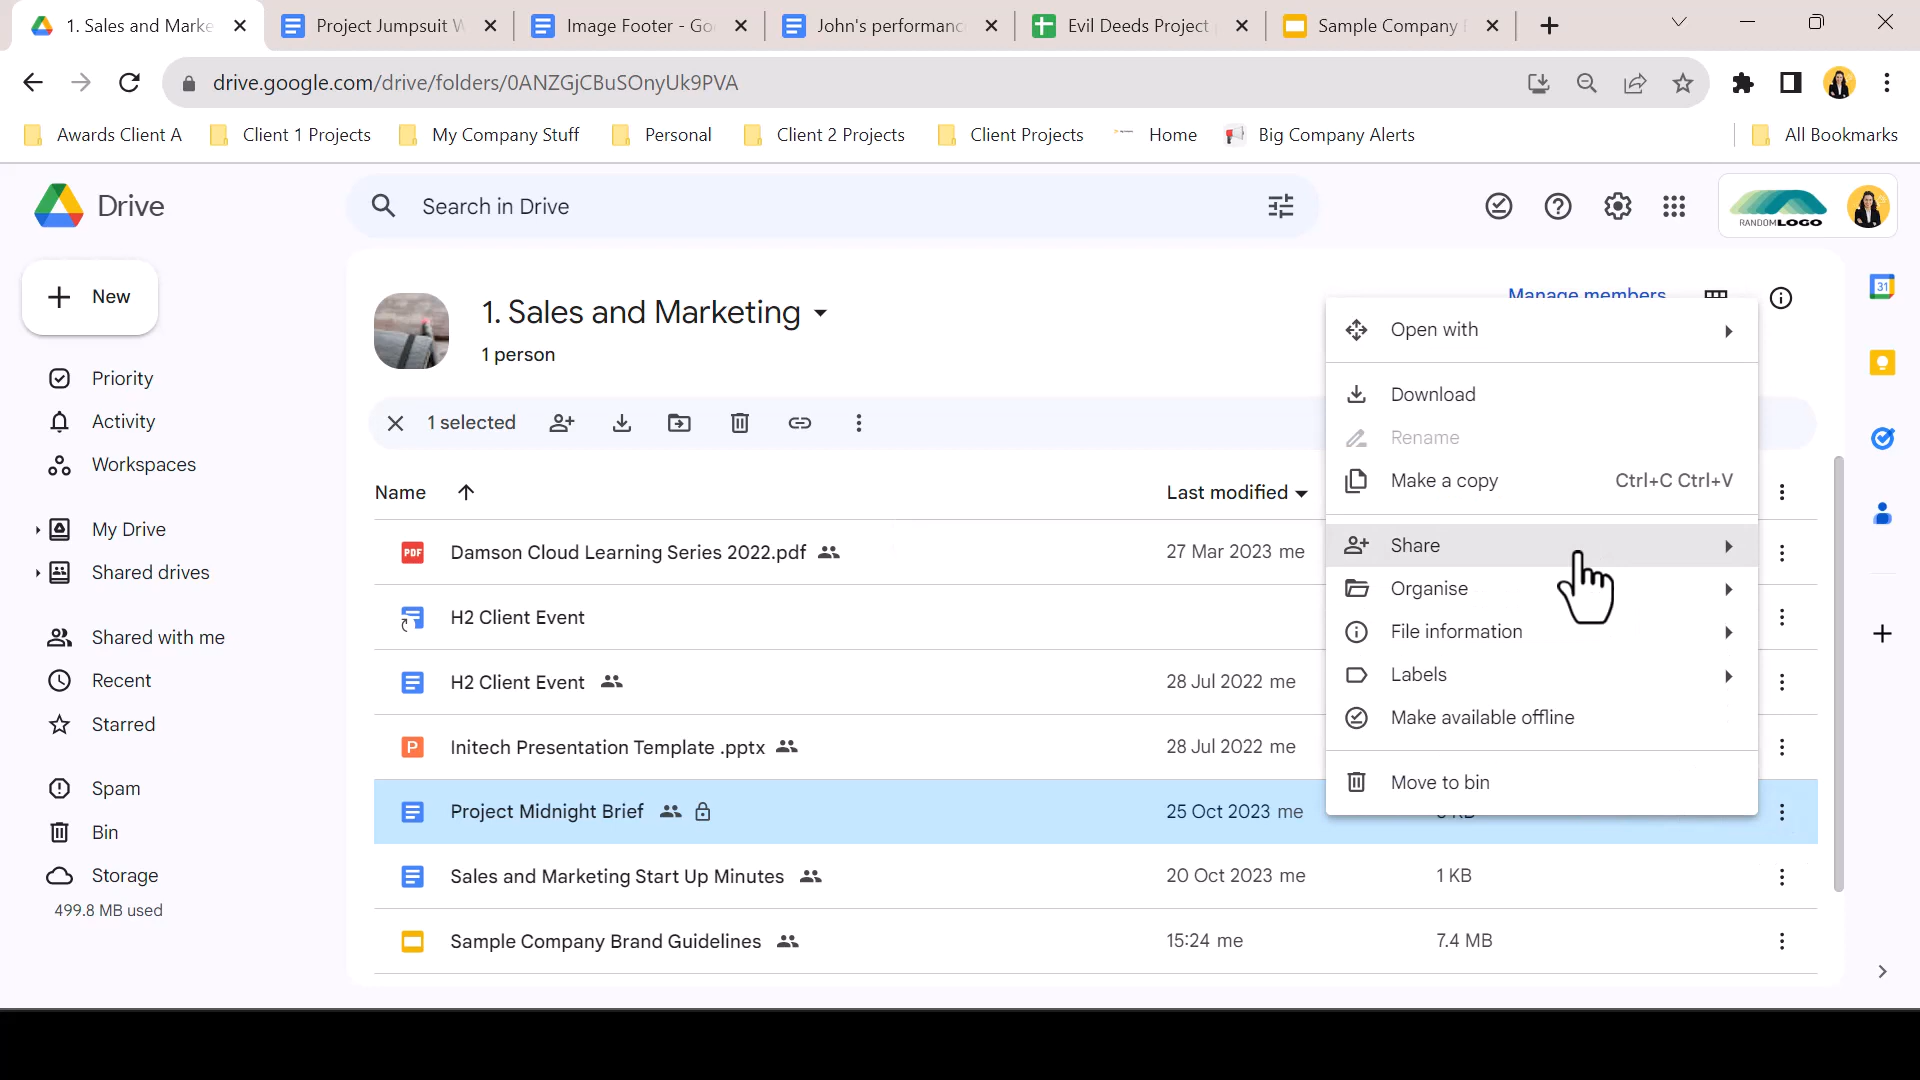 1. Sales and Marke
Project Jumpsuit W
Image Footer - Go
John's performanc
Evil Deeds Project
Sample Company
drive.google.com/drive/folders/0ANZGjCBuSOnyUk9PVA
Awards Client A
Client 1 Projects
My Company Stuff
Personal
Client 2 Projects
Client Projects
Home
Big Company Alerts
All Bookmarks
Drive
Search in Drive
RANDOMLOGO
New
1. Sales and Marketing
1 person
Manage members
Priority
Activity
Workspaces
My Drive
Shared drives
Shared with me
Recent
Starred
Spam
Bin
Storage
499.8 MB used
1 selected
Name
Last modified
PDF Damson Cloud Learning Series 2022.pdf 27 Mar 2023 me
H2 Client Event
H2 Client Event 28 Jul 2022 me
P Initech Presentation Template .pptx 28 Jul 2022 me
Project Midnight Brief 25 Oct 2023 me
Sales and Marketing Start Up Minutes 20 Oct 2023 me 1 KB
Sample Company Brand Guidelines 15:24 me 7.4 MB
Open with
Download
Rename
Make a copy Ctrl+C Ctrl+V
Share
Organise
File information
Labels
Make available offline
Move to bin
31